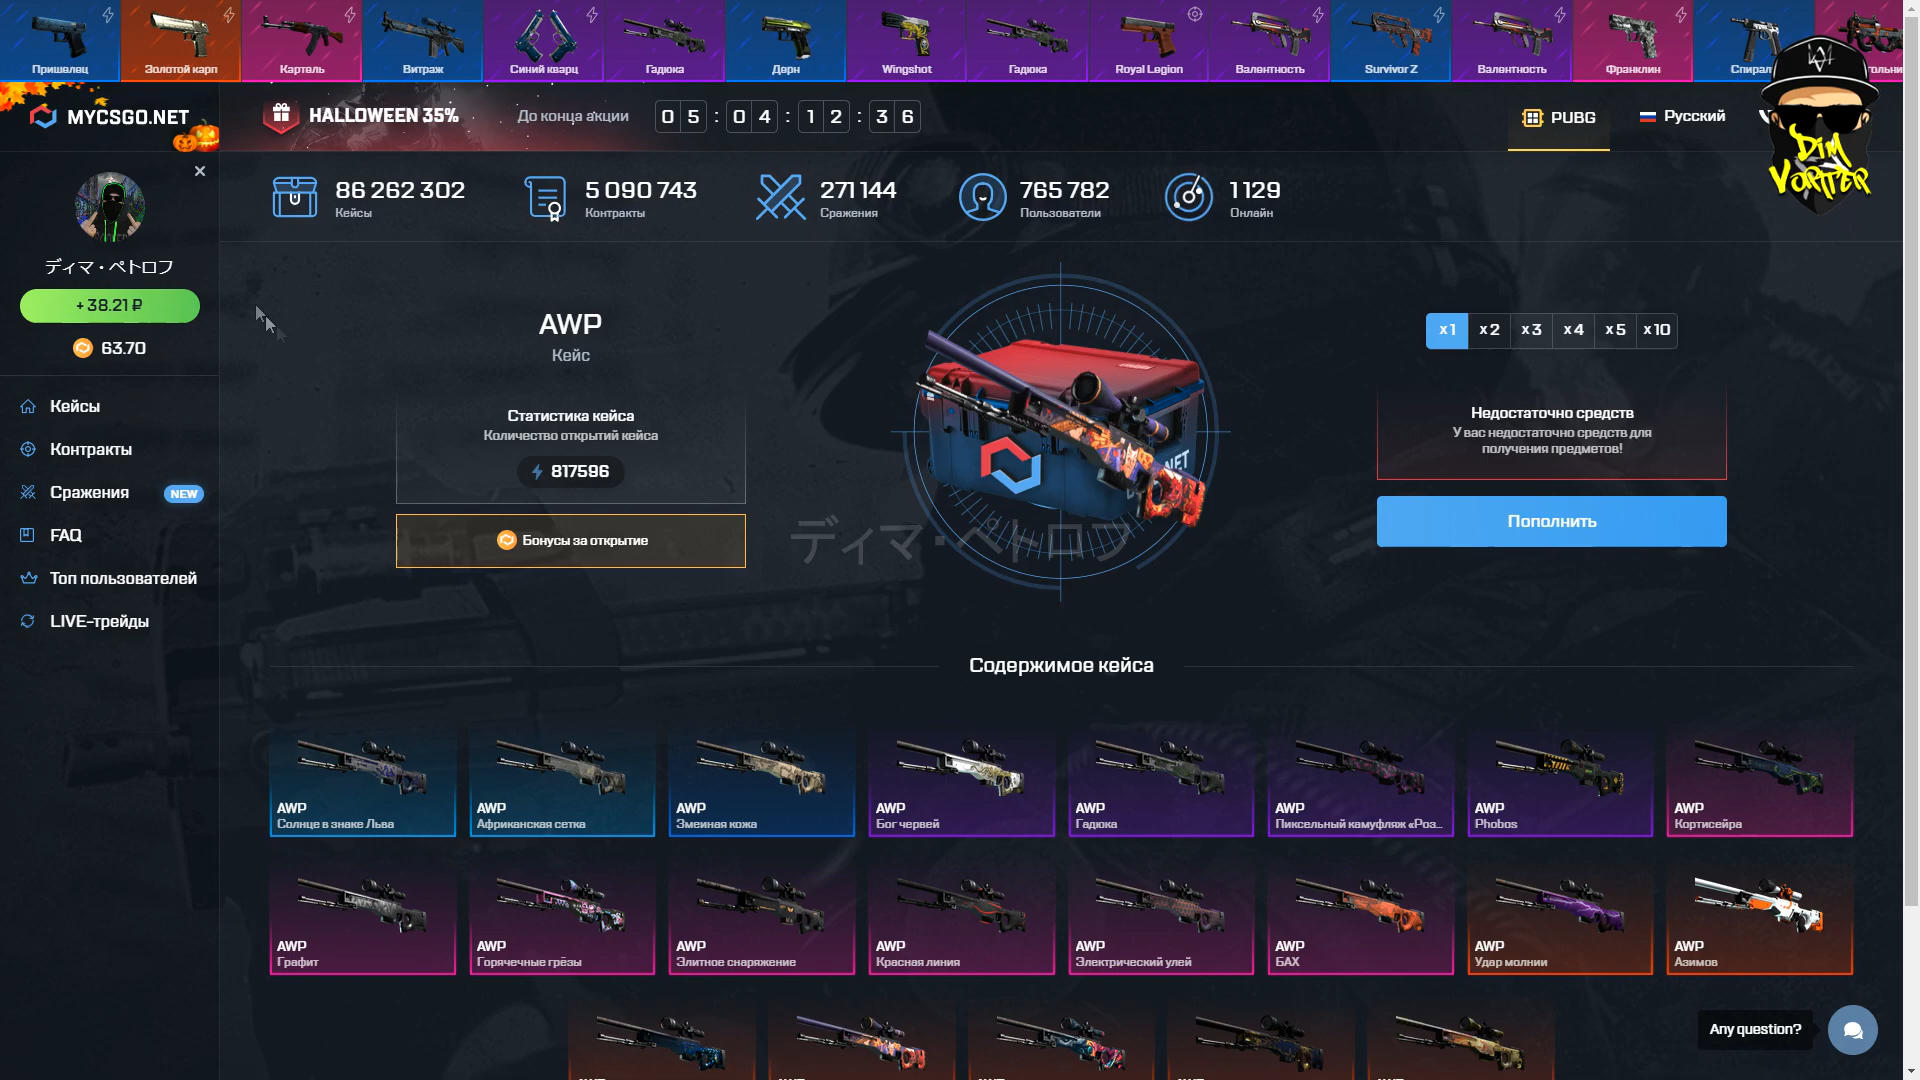 Пришелец
Золотой карп
Картель
Витраж
Синий кварц
Гадюка
Дерн
Wingshot
Гадюка
Royal Legion
Валентность
Survivor Z
Валентность
Франклин
MYCSGO.NET
HALLOWEEN 35%
До конца акции
0 5 : 0 4 : 1 2 : 3 6
PUBG
Русский
DiM
VoRTTER
86 262 302
Кейсы
5 090 743
Контракты
271 144
Сражения
765 782
Пользователи
1 129
Онлайн
ディマ・ペトロフ
+ 38.21 ₽
63.70
Кейсы
Контракты
Сражения NEW
FAQ
Топ пользователей
LIVE-трейды
AWP
Кейс
Статистика кейса
Количество открытий кейса
817596
Бонусы за открытие
ディマ・ペトロフ
x1 x2 x3 x4 x5 x10
Недостаточно средств
У вас недостаточно средств для
получения предметов!
Пополнить
Содержимое кейса
AWP
Солнце в знаке Льва
AWP
Африканская сетка
AWP
Змеиная кожа
AWP
Бог червей
AWP
Гадюка
AWP
Пиксельный камуфляж «Роз...
AWP
Phobos
AWP
Кортисейра
AWP
Графит
AWP
Горячечные грёзы
AWP
Элитное снаряжение
AWP
Красная линия
AWP
Электрический улей
AWP
БАХ
AWP
Удар молнии
AWP
Азимов
Any question?